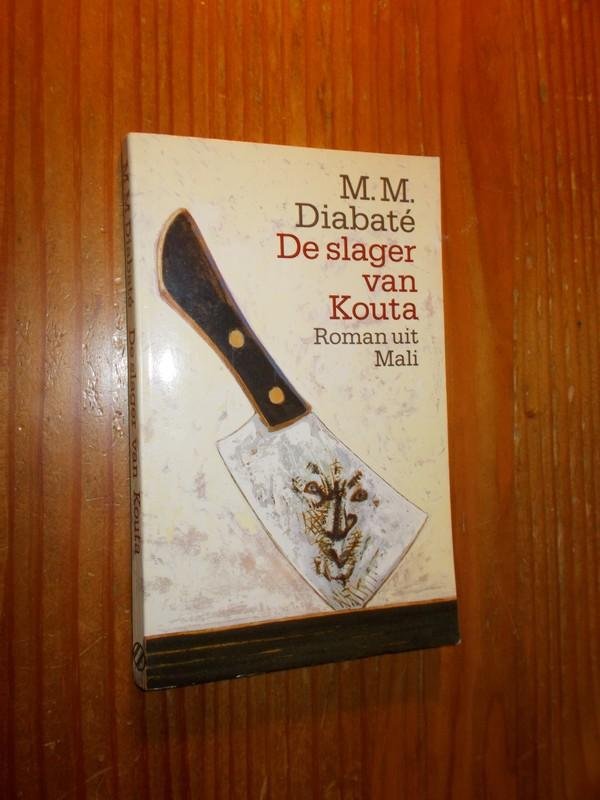 M. M.
Diabaté
De slager
van
Kouta
Roman uit
Mali
M. M. Diabaté De slager van Kouta